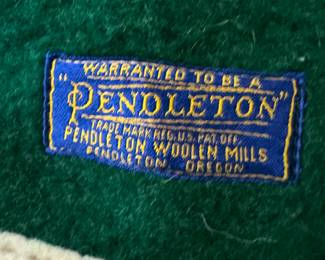 WARRANTED TO BE A
"PENDLETON"
TRADE MARK REG. U.S. PAT. OFF.
PENDLETON WOOLEN MILLS
PENDLETON, OREGON